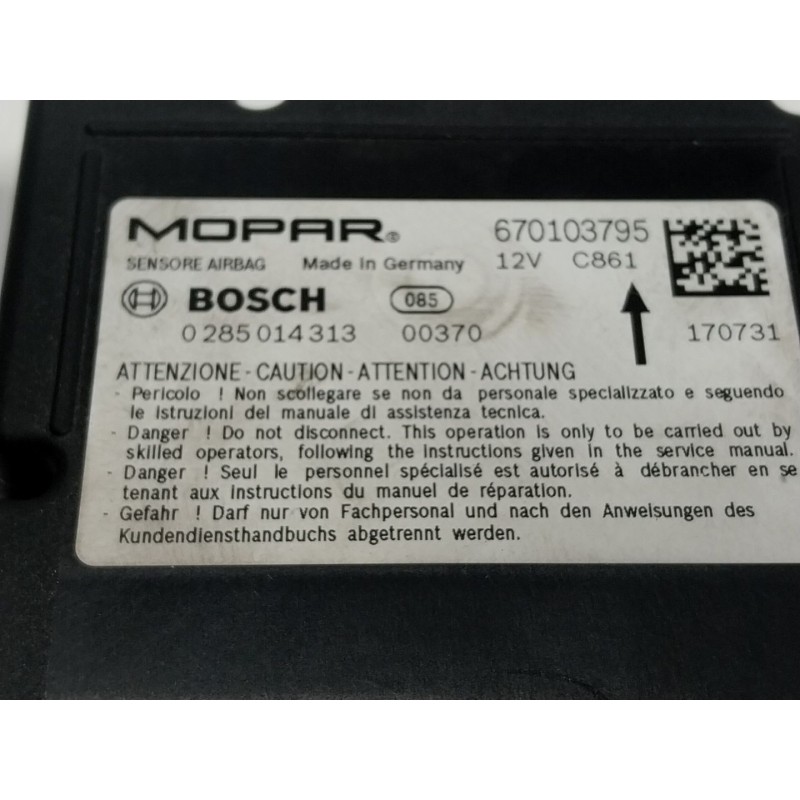 MOPAR® 670103795
SENSORE AIRBAG Made in Germany 12V C861
BOSCH 085
0 285 014 313 00370 170731
ATTENZIONE - CAUTION - ATTENTION - ACHTUNG
- Pericolo ! Non scollegare se non da personale specializzato e seguendo
le istruzioni del manuale di assistenza tecnica.
- Danger ! Do not disconnect. This operation is only to be carried out by
skilled operators, following the instructions given in the service manual.
- Danger ! Seul le personnel spécialisé est autorisé à débrancher en se
tenant aux instructions du manuel de réparation.
- Gefahr ! Darf nur von Fachpersonal und nach den Anweisungen des
Kundendiensthandbuchs abgetrennt werden.